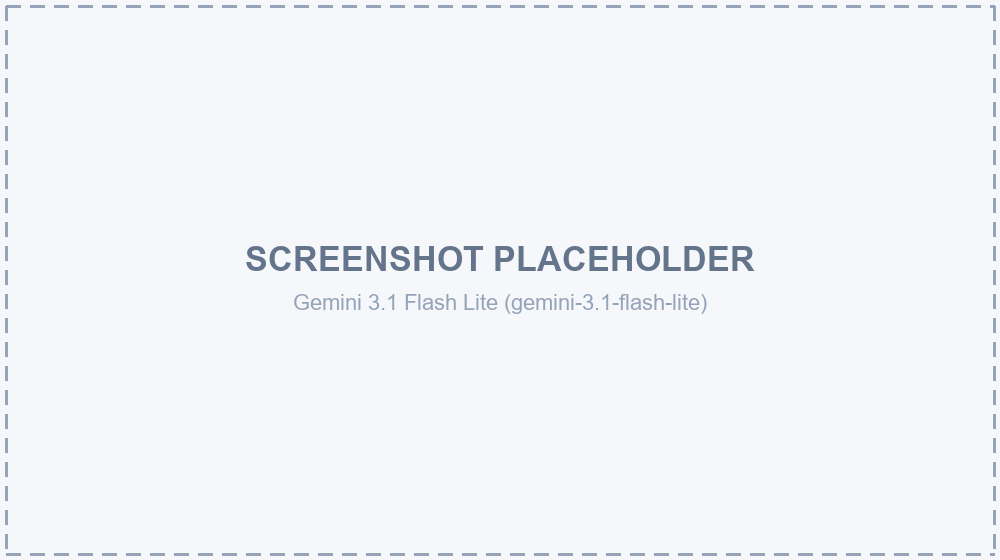 SCREENSHOT PLACEHOLDER
Gemini 3.1 Flash Lite (gemini-3.1-flash-lite)